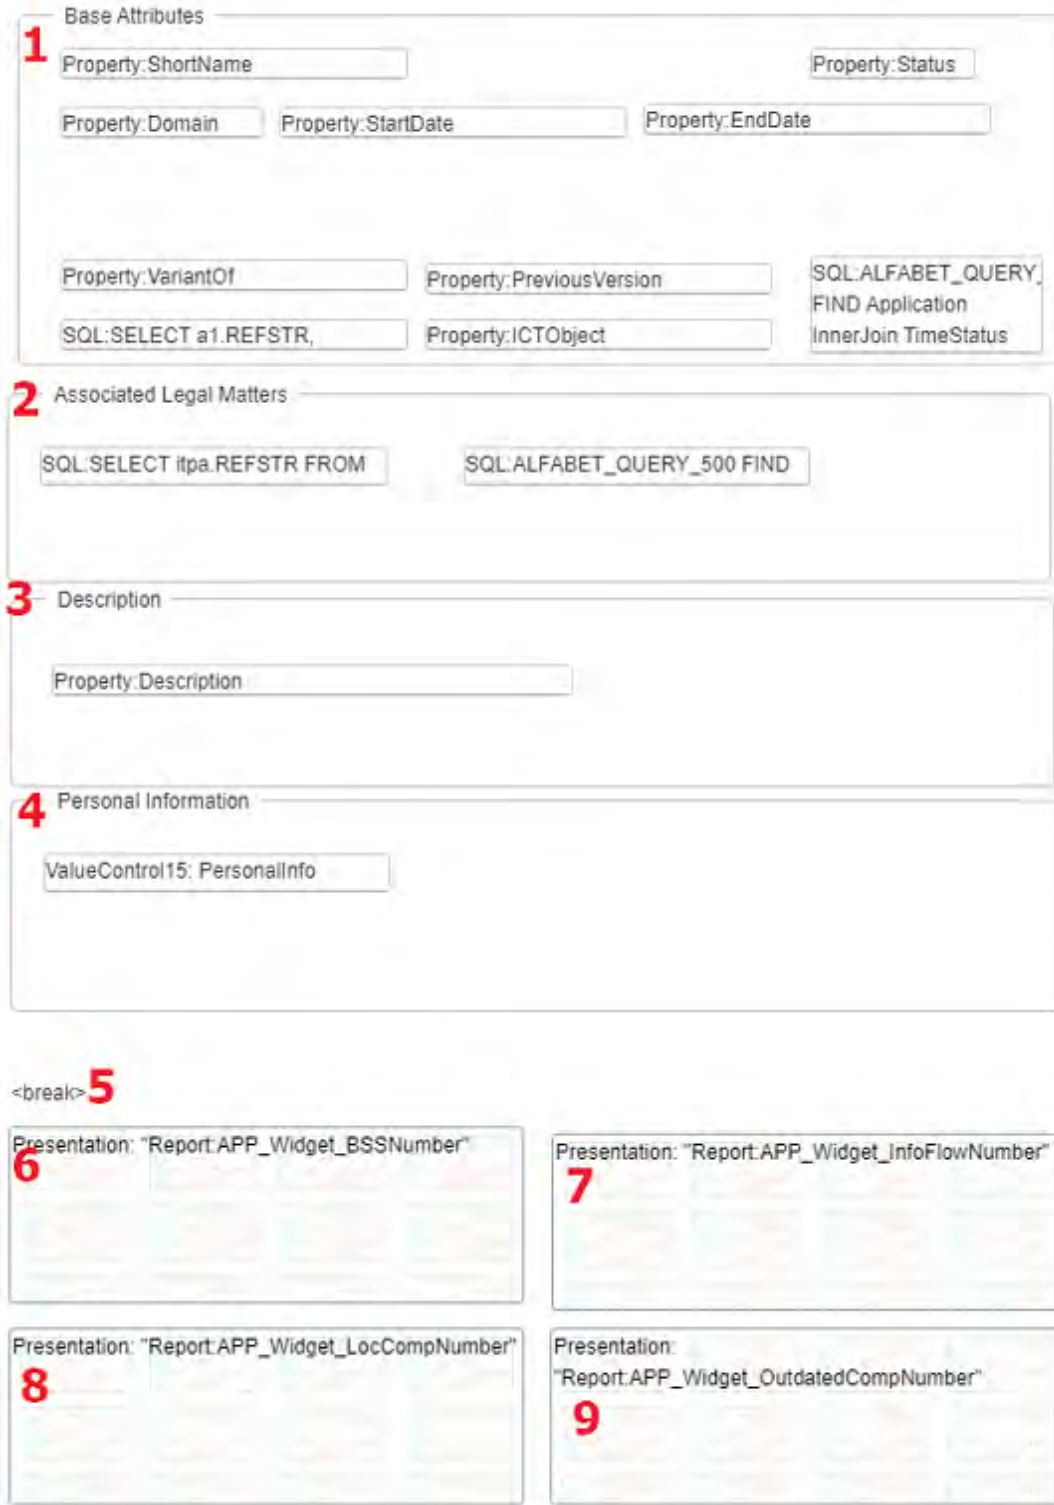 Base Attributes
1
Property:ShortName
Property:Status
Property:Domain
Property:StartDate
Property:EndDate
Property:VariantOf
Property:PreviousVersion
SQL:ALFABET_QUERY_
FIND Application
InnerJoin TimeStatus
SQL:SELECT a1.REFSTR,
Property:ICTObject
2
Associated Legal Matters
SQL:SELECT itpa.REFSTR FROM
SQL:ALFABET_QUERY_500 FIND
3
Description
Property:Description
4
Personal Information
ValueControl15: PersonalInfo
<break>5
Presentation: "Report:APP_Widget_BSSNumber"
6
Presentation: "Report:APP_Widget_InfoFlowNumber"
7
Presentation: "Report:APP_Widget_LocCompNumber"
8
Presentation:
"Report:APP_Widget_OutdatedCompNumber"
9